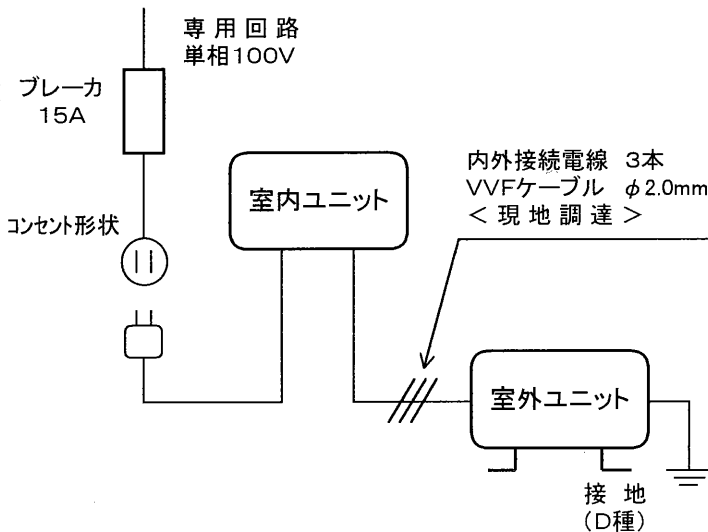 専用回路
単相100V
ブレーカ
15A
コンセント形状
室内ユニット
内外接続電線 3本
VVFケーブル φ2.0mm
<現地調達>
室外ユニット
接地
(D種)